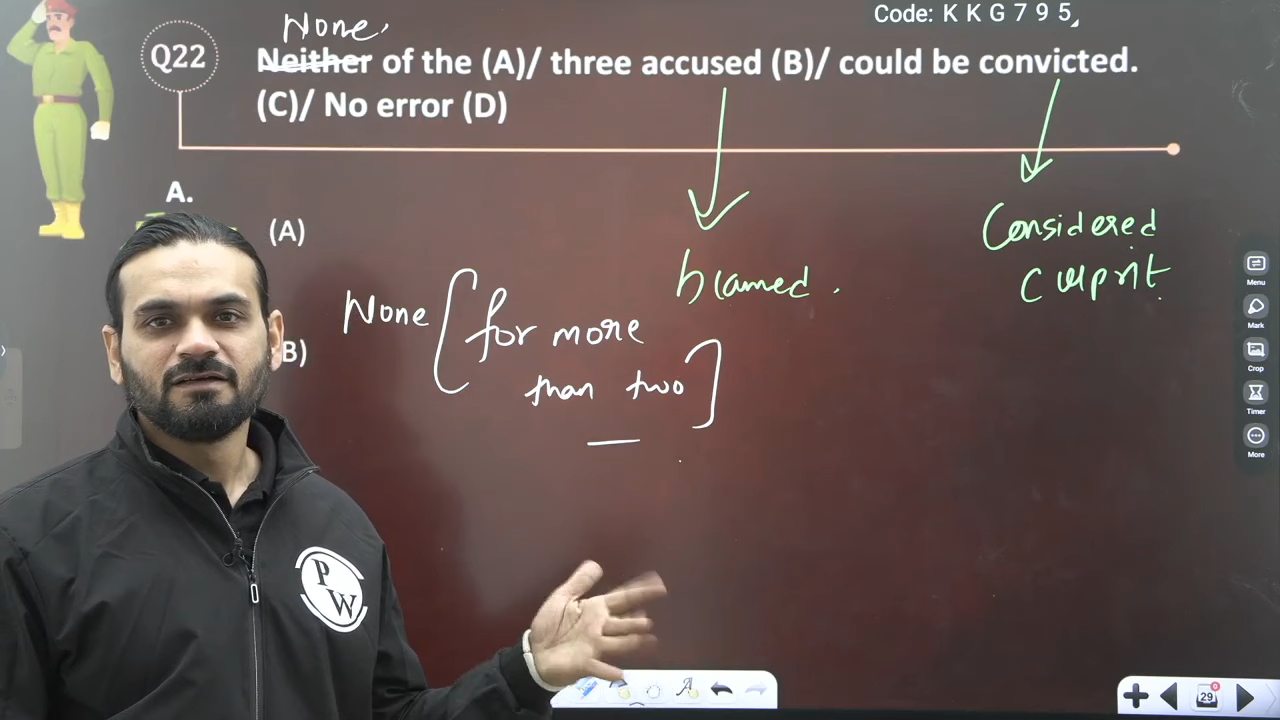 Code: K K G 7 9 5
None.
Q22
Neither of the (A)/ three accused (B)/ could be convicted.
(C)/ No error (D)
A.
(A)
Considered
culprit
blamed.
None [for more
than two]
B)
P
W
Menu
Mark
Crop
Timer
More
29